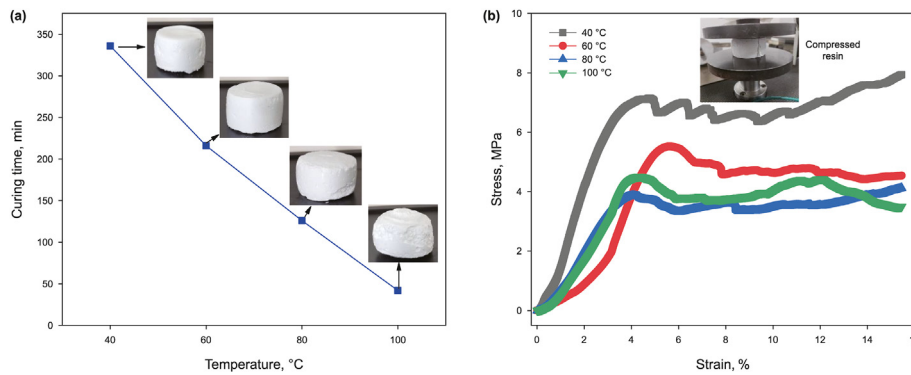 (a)
350
300
250
200
150
100
50
0
Curing time, min
40
60
80
100
Temperature, °C
(b)
10
8
6
4
2
0
Stress, MPa
40 °C
60 °C
80 °C
100 °C
Compressed
resin
0
2
4
6
8
10
12
14
16
Strain, %